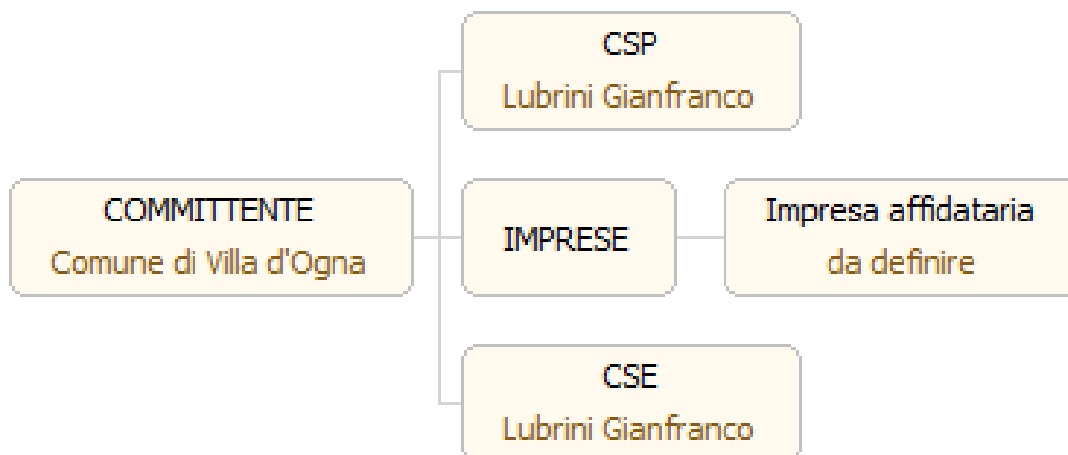 CSP
Lubrini Gianfranco
COMMITTENTE
Comune di Villa d'Ogna
IMPRESE
Impresa affidataria
da definire
CSE
Lubrini Gianfranco